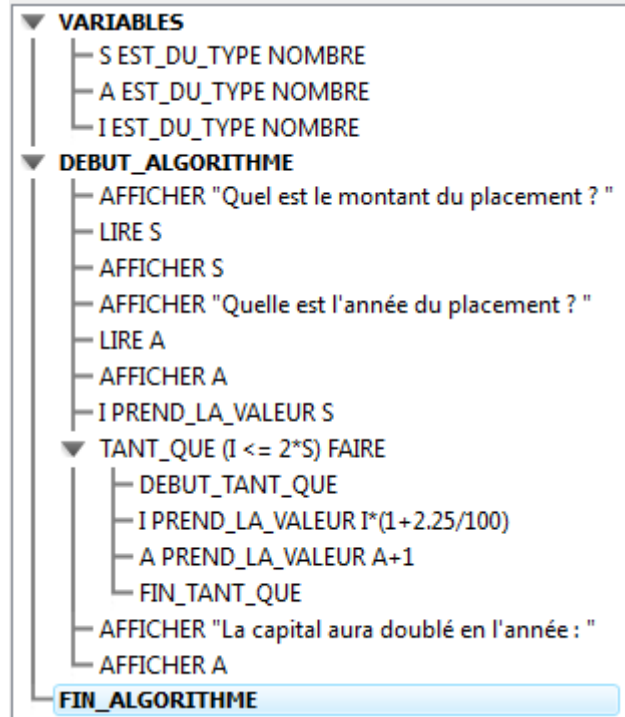 VARIABLES
S EST_DU_TYPE NOMBRE
A EST_DU_TYPE NOMBRE
I EST_DU_TYPE NOMBRE
DEBUT_ALGORITHME
AFFICHER "Quel est le montant du placement ? "
LIRE S
AFFICHER S
AFFICHER "Quelle est l'année du placement ? "
LIRE A
AFFICHER A
I PREND_LA_VALEUR S
TANT_QUE (I <= 2*S) FAIRE
DEBUT_TANT_QUE
I PREND_LA_VALEUR I*(1+2.25/100)
A PREND_LA_VALEUR A+1
FIN_TANT_QUE
AFFICHER "La capital aura doublé en l'année : "
AFFICHER A
FIN_ALGORITHME